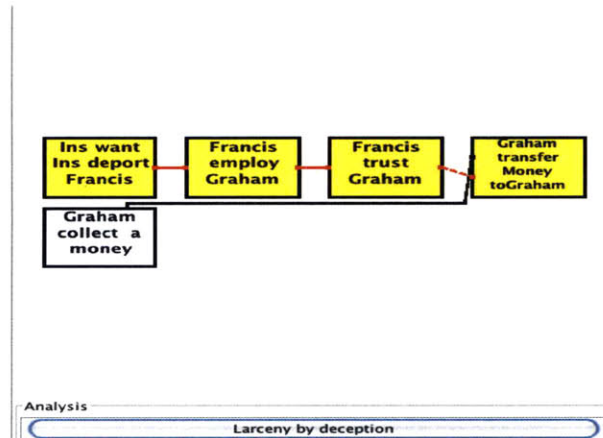 Ins want
Ins deport
Francis
Francis
employ
Graham
Francis
trust
Graham
Graham
transfer
Money
toGraham
Graham
collect a
money
Analysis
Larceny by deception